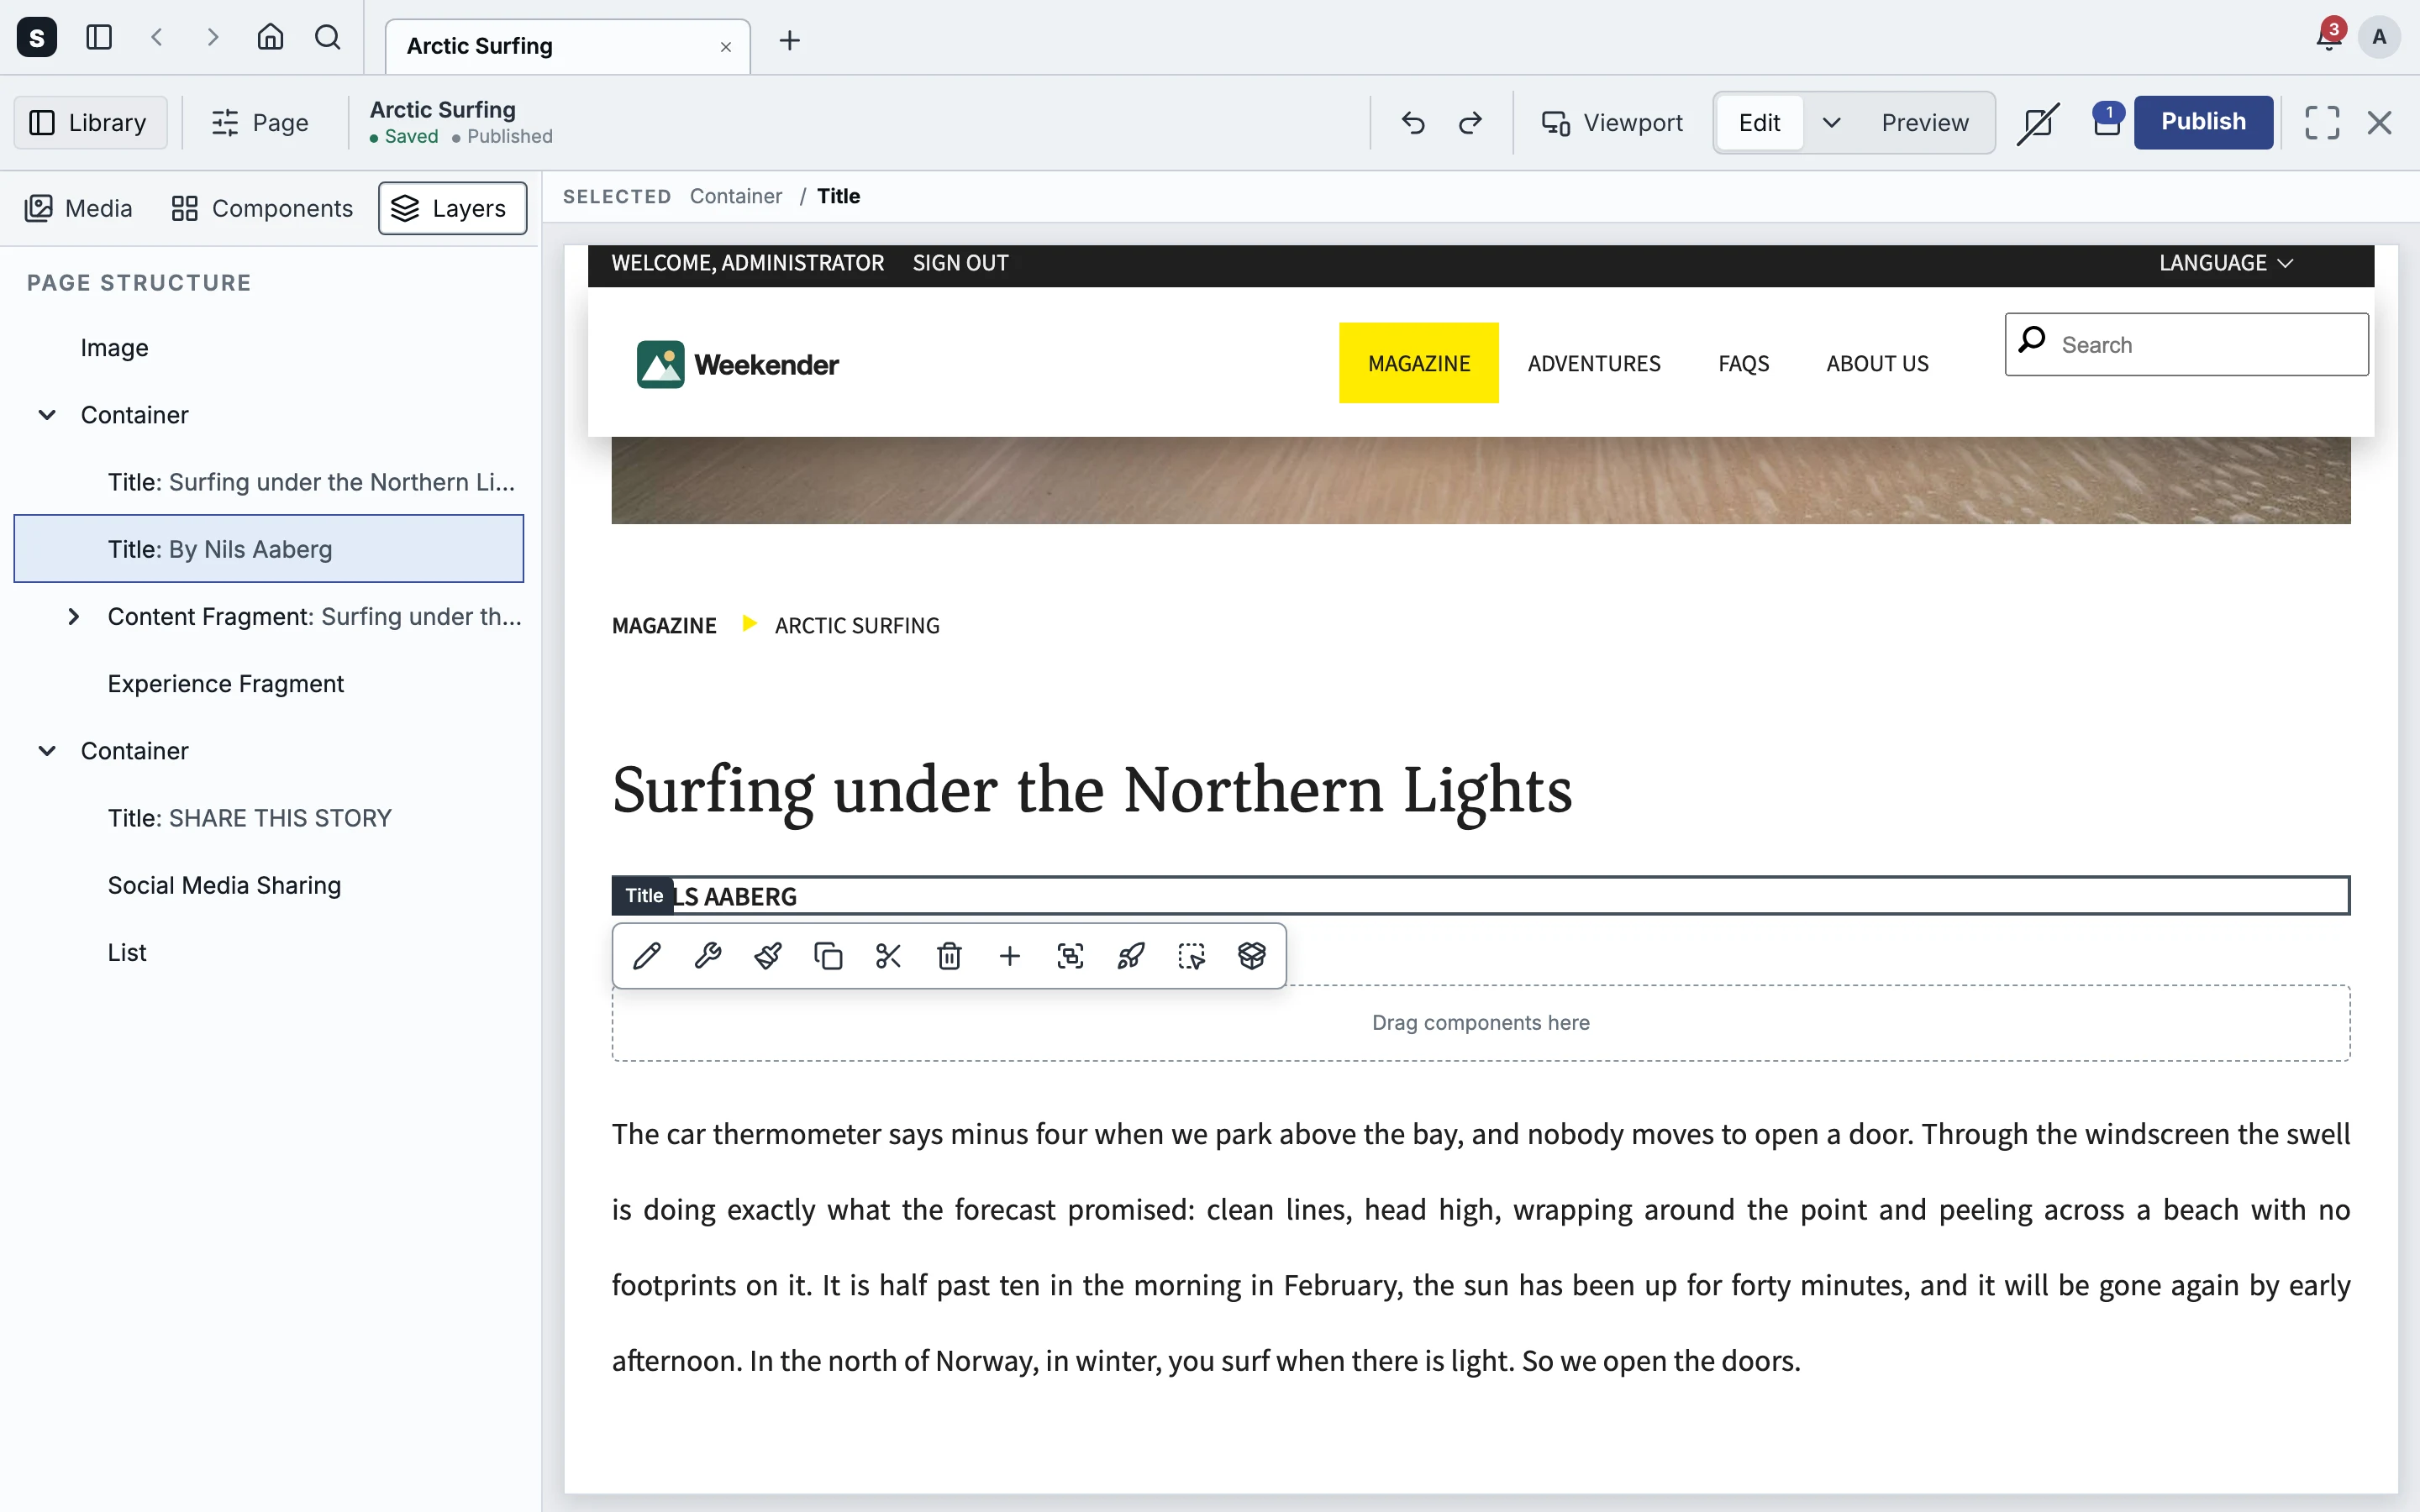 S
Arctic Surfing
3
A
Library
Page
Arctic Surfing
Saved
Published
Viewport
Edit
Preview
1
Publish
Media
Components
Layers
SELECTED Container / Title
PAGE STRUCTURE
Image
Container
Title: Surfing under the Northern Li...
Title: By Nils Aaberg
Content Fragment: Surfing under th...
Experience Fragment
Container
Title: SHARE THIS STORY
Social Media Sharing
List
WELCOME, ADMINISTRATOR SIGN OUT
LANGUAGE
Weekender
MAGAZINE
ADVENTURES
FAQS
ABOUT US
Search
MAGAZINE ARCTIC SURFING
Surfing under the Northern Lights
Title
LS AABERG
Drag components here
The car thermometer says minus four when we park above the bay, and nobody moves to open a door. Through the windscreen the swell
is doing exactly what the forecast promised: clean lines, head high, wrapping around the point and peeling across a beach with no
footprints on it. It is half past ten in the morning in February, the sun has been up for forty minutes, and it will be gone again by early
afternoon. In the north of Norway, in winter, you surf when there is light. So we open the doors.